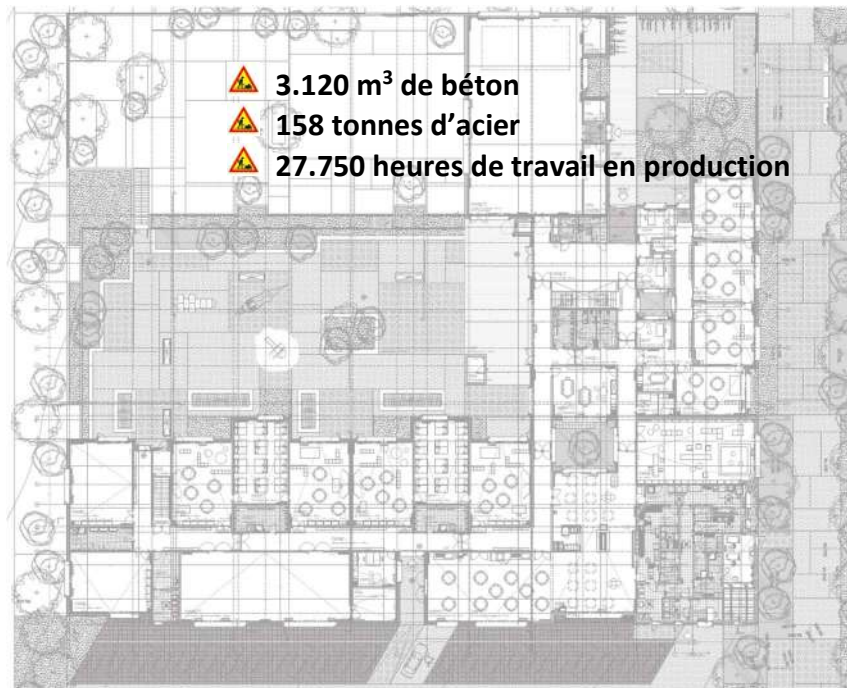 3.120 m³ de béton
158 tonnes d’acier
27.750 heures de travail en production